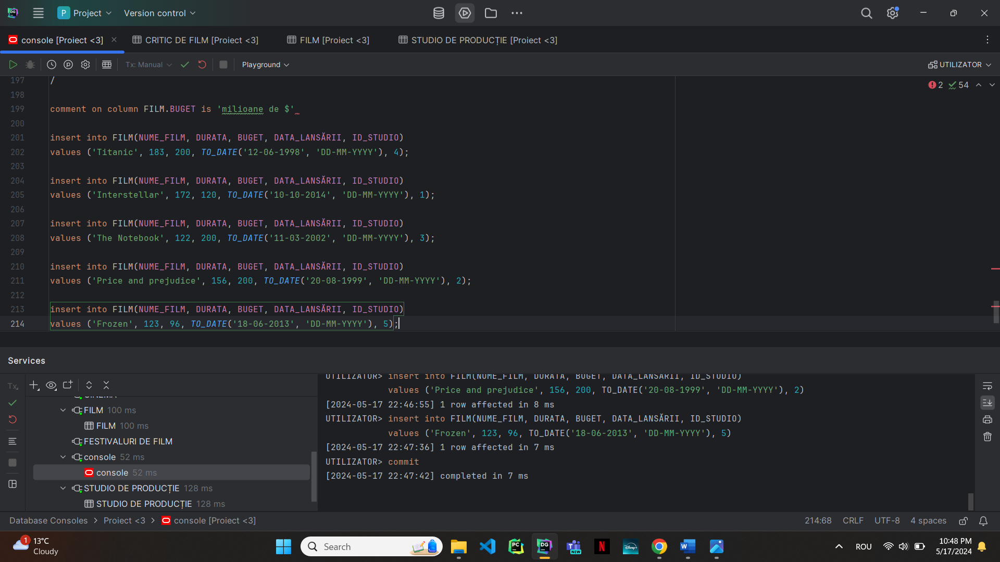 P Project Version control
console [Proiect <3] CRITIC DE FILM [Proiect <3] FILM [Proiect <3] STUDIO DE PRODUCȚIE [Proiect <3]
Tx: Manual Playground UTILIZATOR
197 /
2 54
198
199 comment on column FILM.BUGET is 'milioane de $'
200
201 insert into FILM(NUME_FILM, DURATA, BUGET, DATA_LANSĂRII, ID_STUDIO)
202 values ('Titanic', 183, 200, TO_DATE('12-06-1998', 'DD-MM-YYYY'), 4);
203
204 insert into FILM(NUME_FILM, DURATA, BUGET, DATA_LANSĂRII, ID_STUDIO)
205 values ('Interstellar', 172, 120, TO_DATE('10-10-2014', 'DD-MM-YYYY'), 1);
206
207 insert into FILM(NUME_FILM, DURATA, BUGET, DATA_LANSĂRII, ID_STUDIO)
208 values ('The Notebook', 122, 200, TO_DATE('11-03-2002', 'DD-MM-YYYY'), 3);
209
210 insert into FILM(NUME_FILM, DURATA, BUGET, DATA_LANSĂRII, ID_STUDIO)
211 values ('Price and prejudice', 156, 200, TO_DATE('20-08-1999', 'DD-MM-YYYY'), 2);
212
213 insert into FILM(NUME_FILM, DURATA, BUGET, DATA_LANSĂRII, ID_STUDIO)
214 values ('Frozen', 123, 96, TO_DATE('18-06-2013', 'DD-MM-YYYY'), 5);
Services
Tx
CINEMA
FILM 100 ms
FILM 100 ms
FESTIVALURI DE FILM
console 52 ms
console 52 ms
STUDIO DE PRODUCȚIE 128 ms
STUDIO DE PRODUCȚIE 128 ms
UTILIZATOR> insert into FILM(NUME_FILM, DURATA, BUGET, DATA_LANSĂRII, ID_STUDIO)
values ('Price and prejudice', 156, 200, TO_DATE('20-08-1999', 'DD-MM-YYYY'), 2)
[2024-05-17 22:46:55] 1 row affected in 8 ms
UTILIZATOR> insert into FILM(NUME_FILM, DURATA, BUGET, DATA_LANSĂRII, ID_STUDIO)
values ('Frozen', 123, 96, TO_DATE('18-06-2013', 'DD-MM-YYYY'), 5)
[2024-05-17 22:47:36] 1 row affected in 7 ms
UTILIZATOR> commit
[2024-05-17 22:47:42] completed in 7 ms
Database Consoles > Proiect <3 > console [Proiect <3] 214:68 CRLF UTF-8 4 spaces
1 13°C
Cloudy
Search
PC
DG
NEW
N
Disney+
W
ROU
10:48 PM
5/17/2024